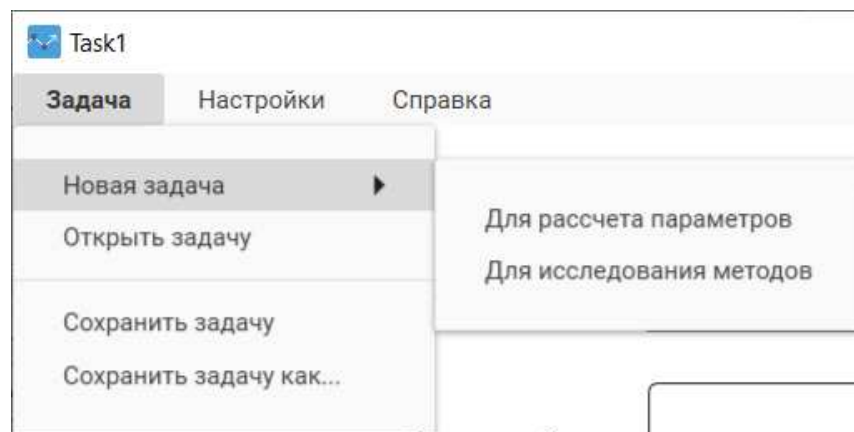 Task1
Задача Настройки Справка
Новая задача
Открыть задачу
Для рассчета параметров
Для исследования методов
Сохранить задачу
Сохранить задачу как...